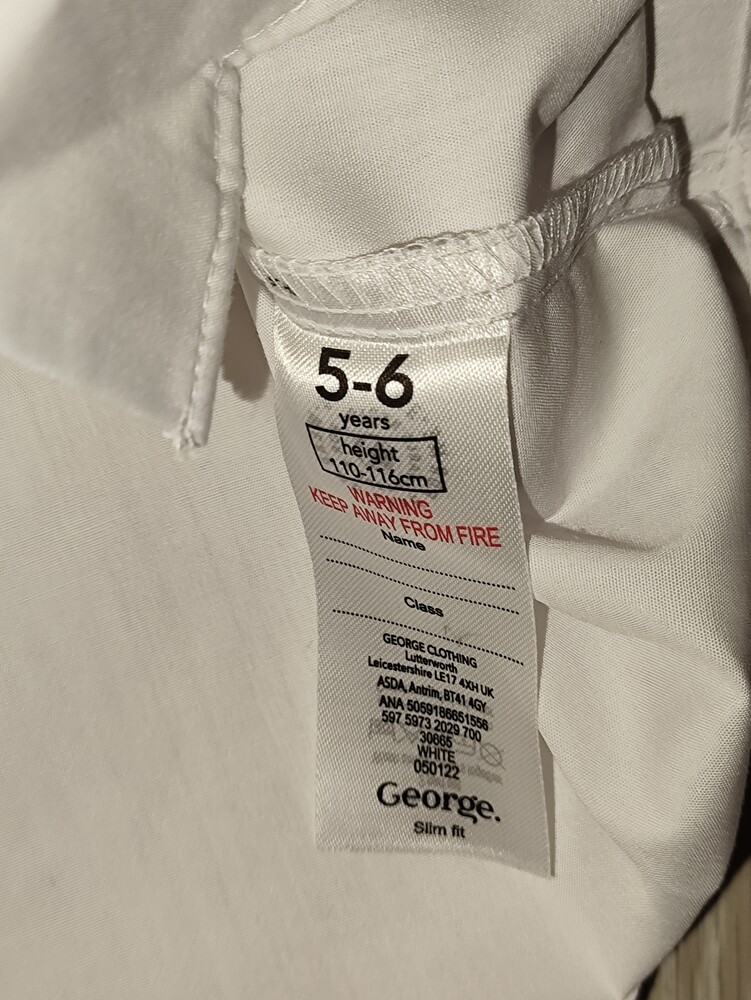 5-6
years
height
110-116cm
WARNING
KEEP AWAY FROM FIRE
Name
Class
GEORGE CLOTHING
Lutterworth
Leicestershire LE17 4XH UK
ASDA, Antrim, BT41 4GY
ANA 5059186651556
597 5973 2029 700
30665
WHITE
050122
George.
Slim fit